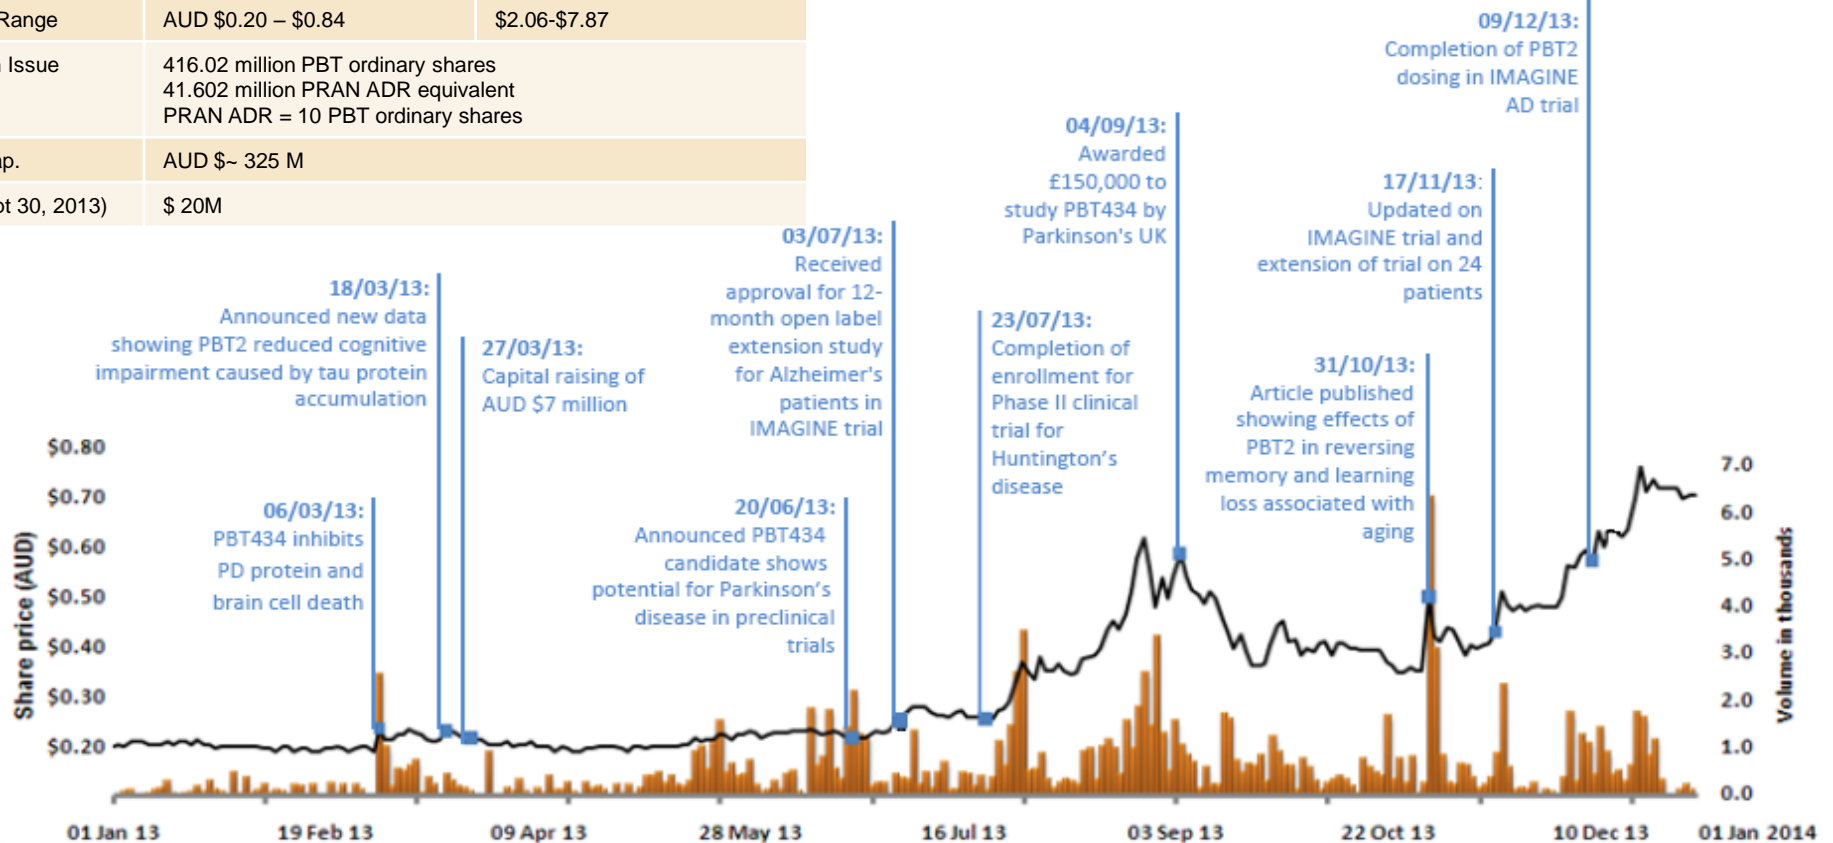 Range AUD $0.20 – $0.84 $2.06-$7.87
Issue 416.02 million PBT ordinary shares
41.602 million PRAN ADR equivalent
PRAN ADR = 10 PBT ordinary shares
AUD $~ 325 M
30, 2013) $ 20M
06/03/13:
PBT434 inhibits
PD protein and
brain cell death
18/03/13:
Announced new data
showing PBT2 reduced cognitive
impairment caused by tau protein
accumulation
27/03/13:
Capital raising of
AUD $7 million
20/06/13:
Announced PBT434
candidate shows
potential for Parkinson's
disease in preclinical
trials
03/07/13:
Received
approval for 12-
month open label
extension study
for Alzheimer's
patients in
IMAGINE trial
23/07/13:
Completion of
enrollment for
Phase II clinical
trial for
Huntington's
disease
04/09/13:
Awarded
£150,000 to
study PBT434 by
Parkinson's UK
31/10/13:
Article published
showing effects of
PBT2 in reversing
memory and learning
loss associated with
aging
17/11/13:
Updated on
IMAGINE trial and
extension of trial on 24
patients
09/12/13:
Completion of PBT2
dosing in IMAGINE
AD trial
Share price (AUD)
$0.80
$0.70
$0.60
$0.50
$0.40
$0.30
$0.20
7.0
6.0
5.0
4.0
3.0
2.0
1.0
0.0
Volume in thousands
01 Jan 13 19 Feb 13 09 Apr 13 28 May 13 16 Jul 13 03 Sep 13 22 Oct 13 10 Dec 13 01 Jan 2014